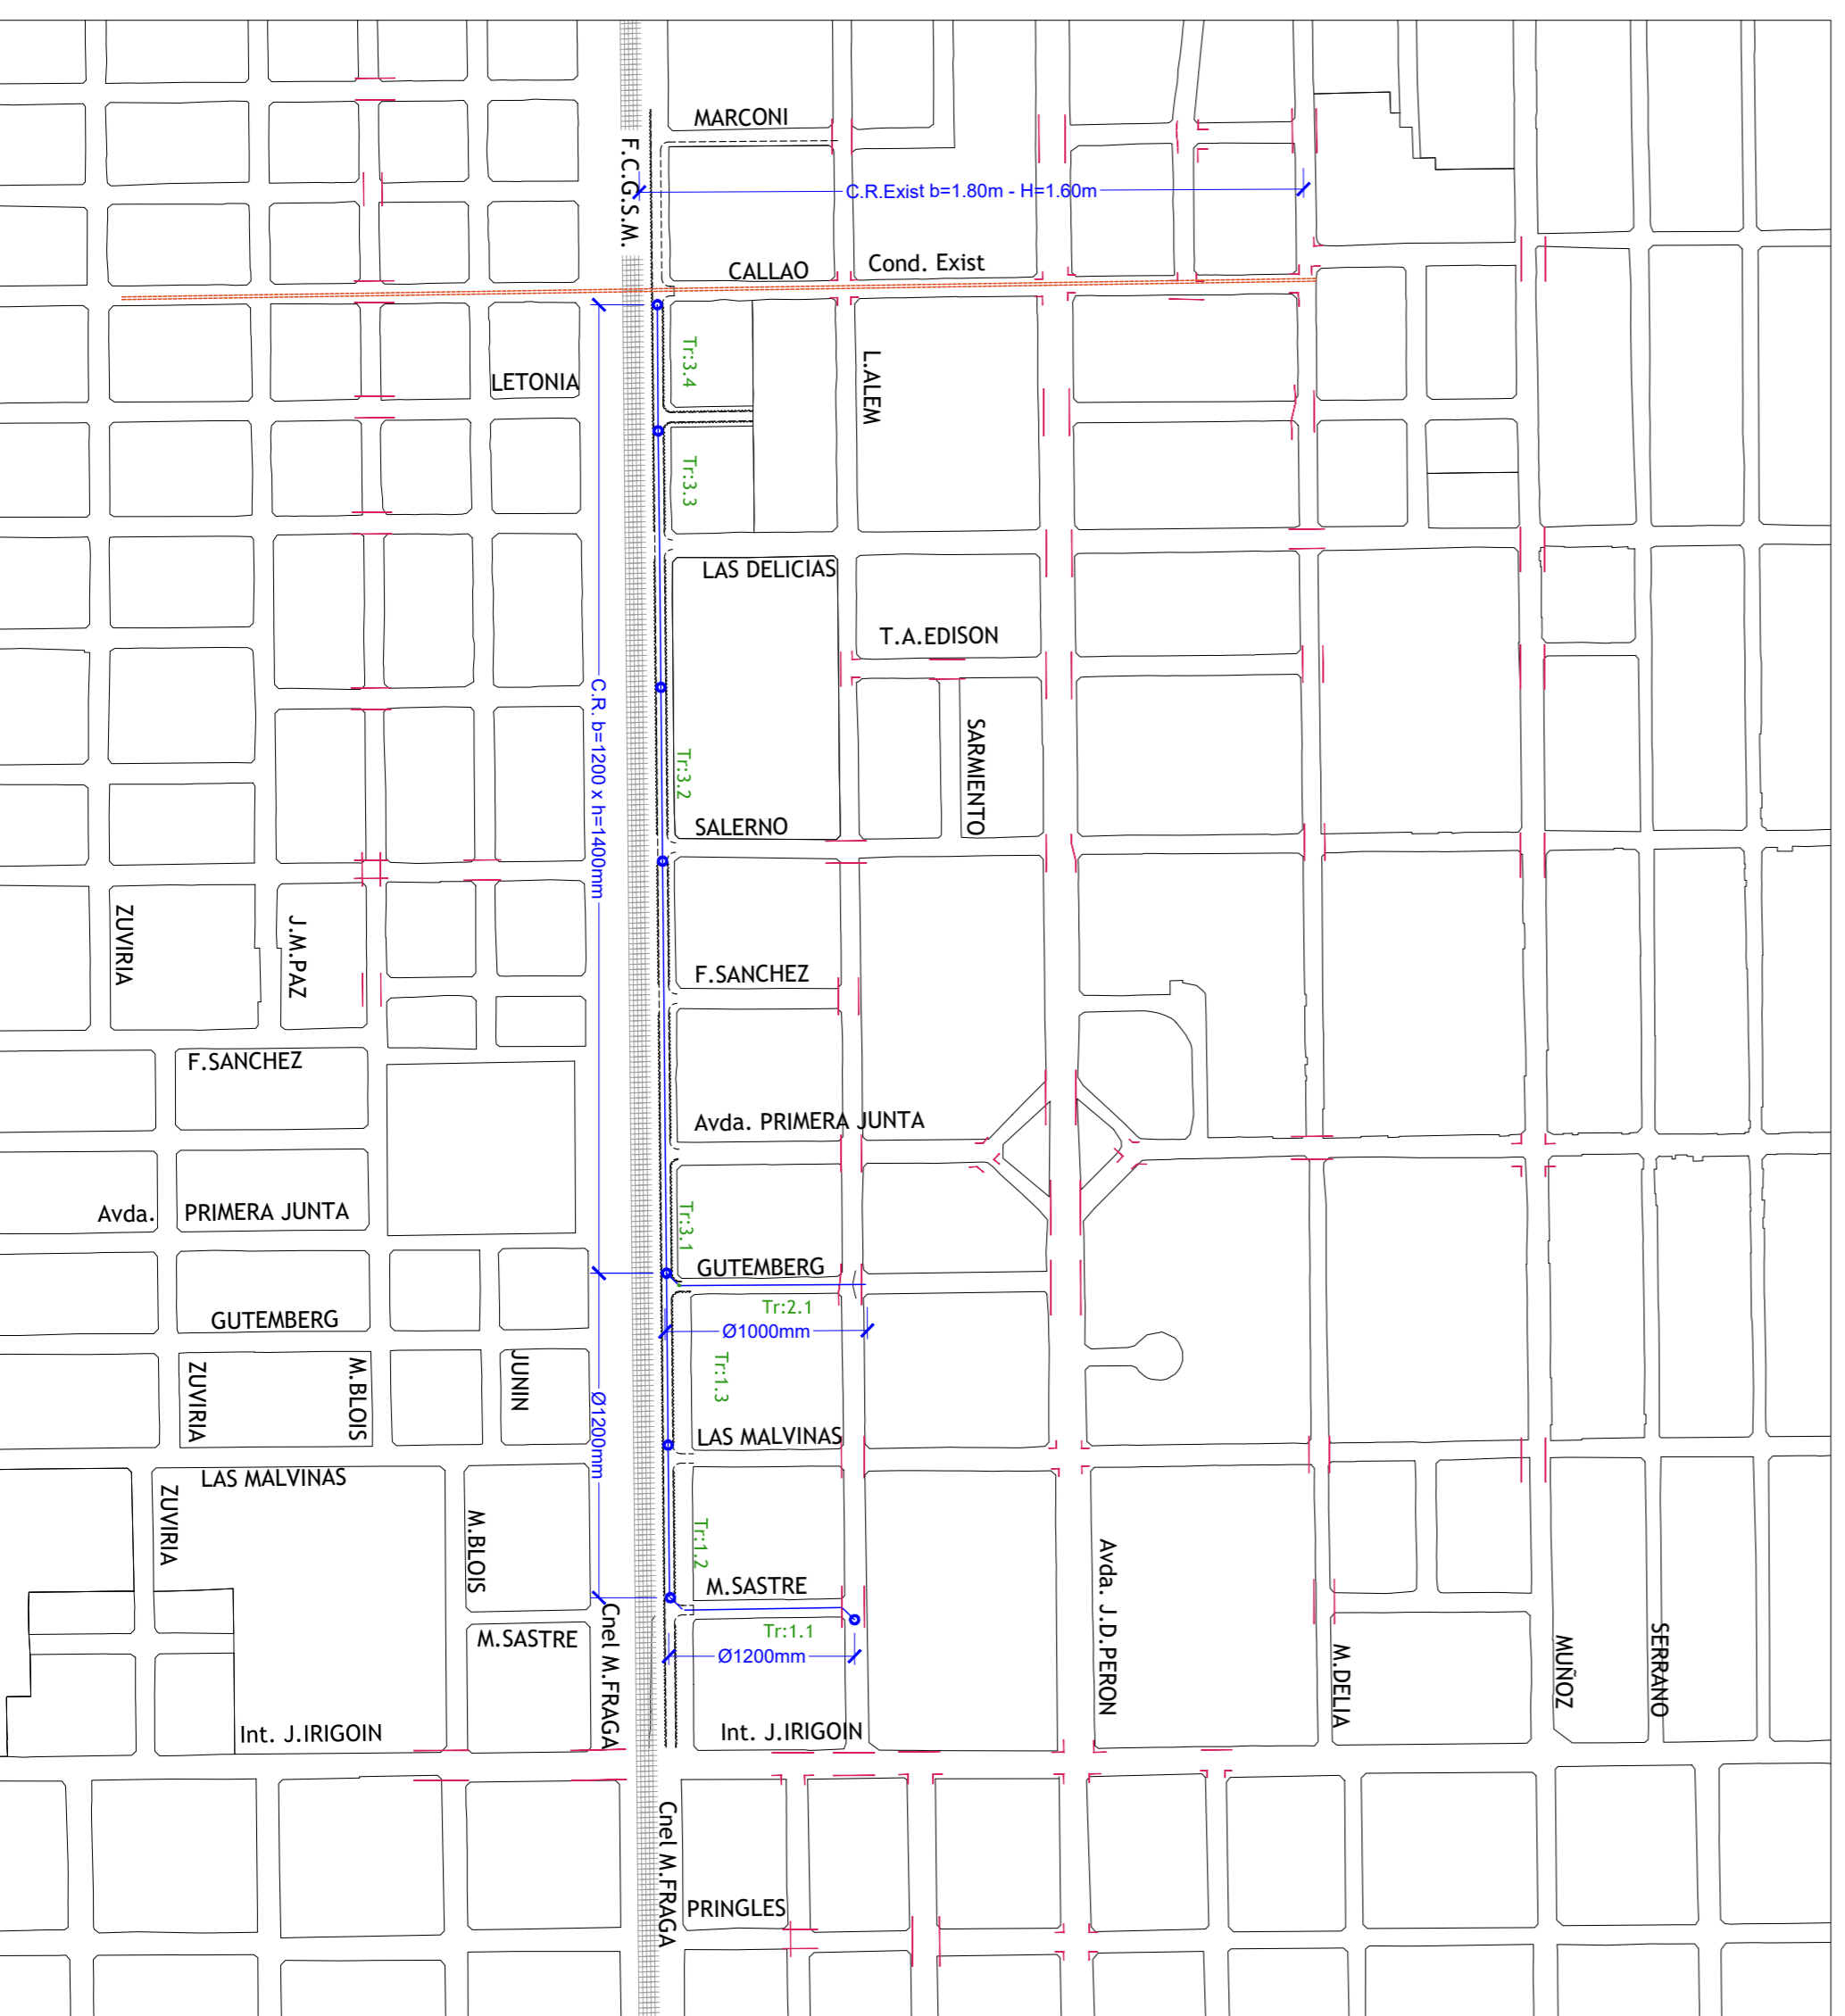 MARCONI
F.C.G.S.M.
C.R.Exist b=1.80m - H=1.60m
CALLAO
Cond. Exist
Tr:3.4
L.ALEM
LETONIA
Tr:3.3
LAS DELICIAS
T.A.EDISON
C.R. b=1200 x h=1400mm
SARMIENTO
Tr:3.2
SALERNO
ZUVIRIA
J.M.PAZ
F.SANCHEZ
F.SANCHEZ
Avda. PRIMERA JUNTA
Avda.
PRIMERA JUNTA
Tr:3.1
GUTEMBERG
Tr:2.1
GUTEMBERG
Ø1000mm
ZUVIRIA
M.BLOIS
JUNIN
Tr:1.3
Ø1200mm
LAS MALVINAS
LAS MALVINAS
ZUVIRIA
M.BLOIS
Tr:1.2
M.SASTRE
Avda. J.D.PERON
Cnel M.FRAGA
M.SASTRE
Tr:1.1
Ø1200mm
M.DELIA
MUÑOZ
SERRANO
Int. J.IRIGOIN
Int. J.IRIGOIN
Cnel M.FRAGA
PRINGLES